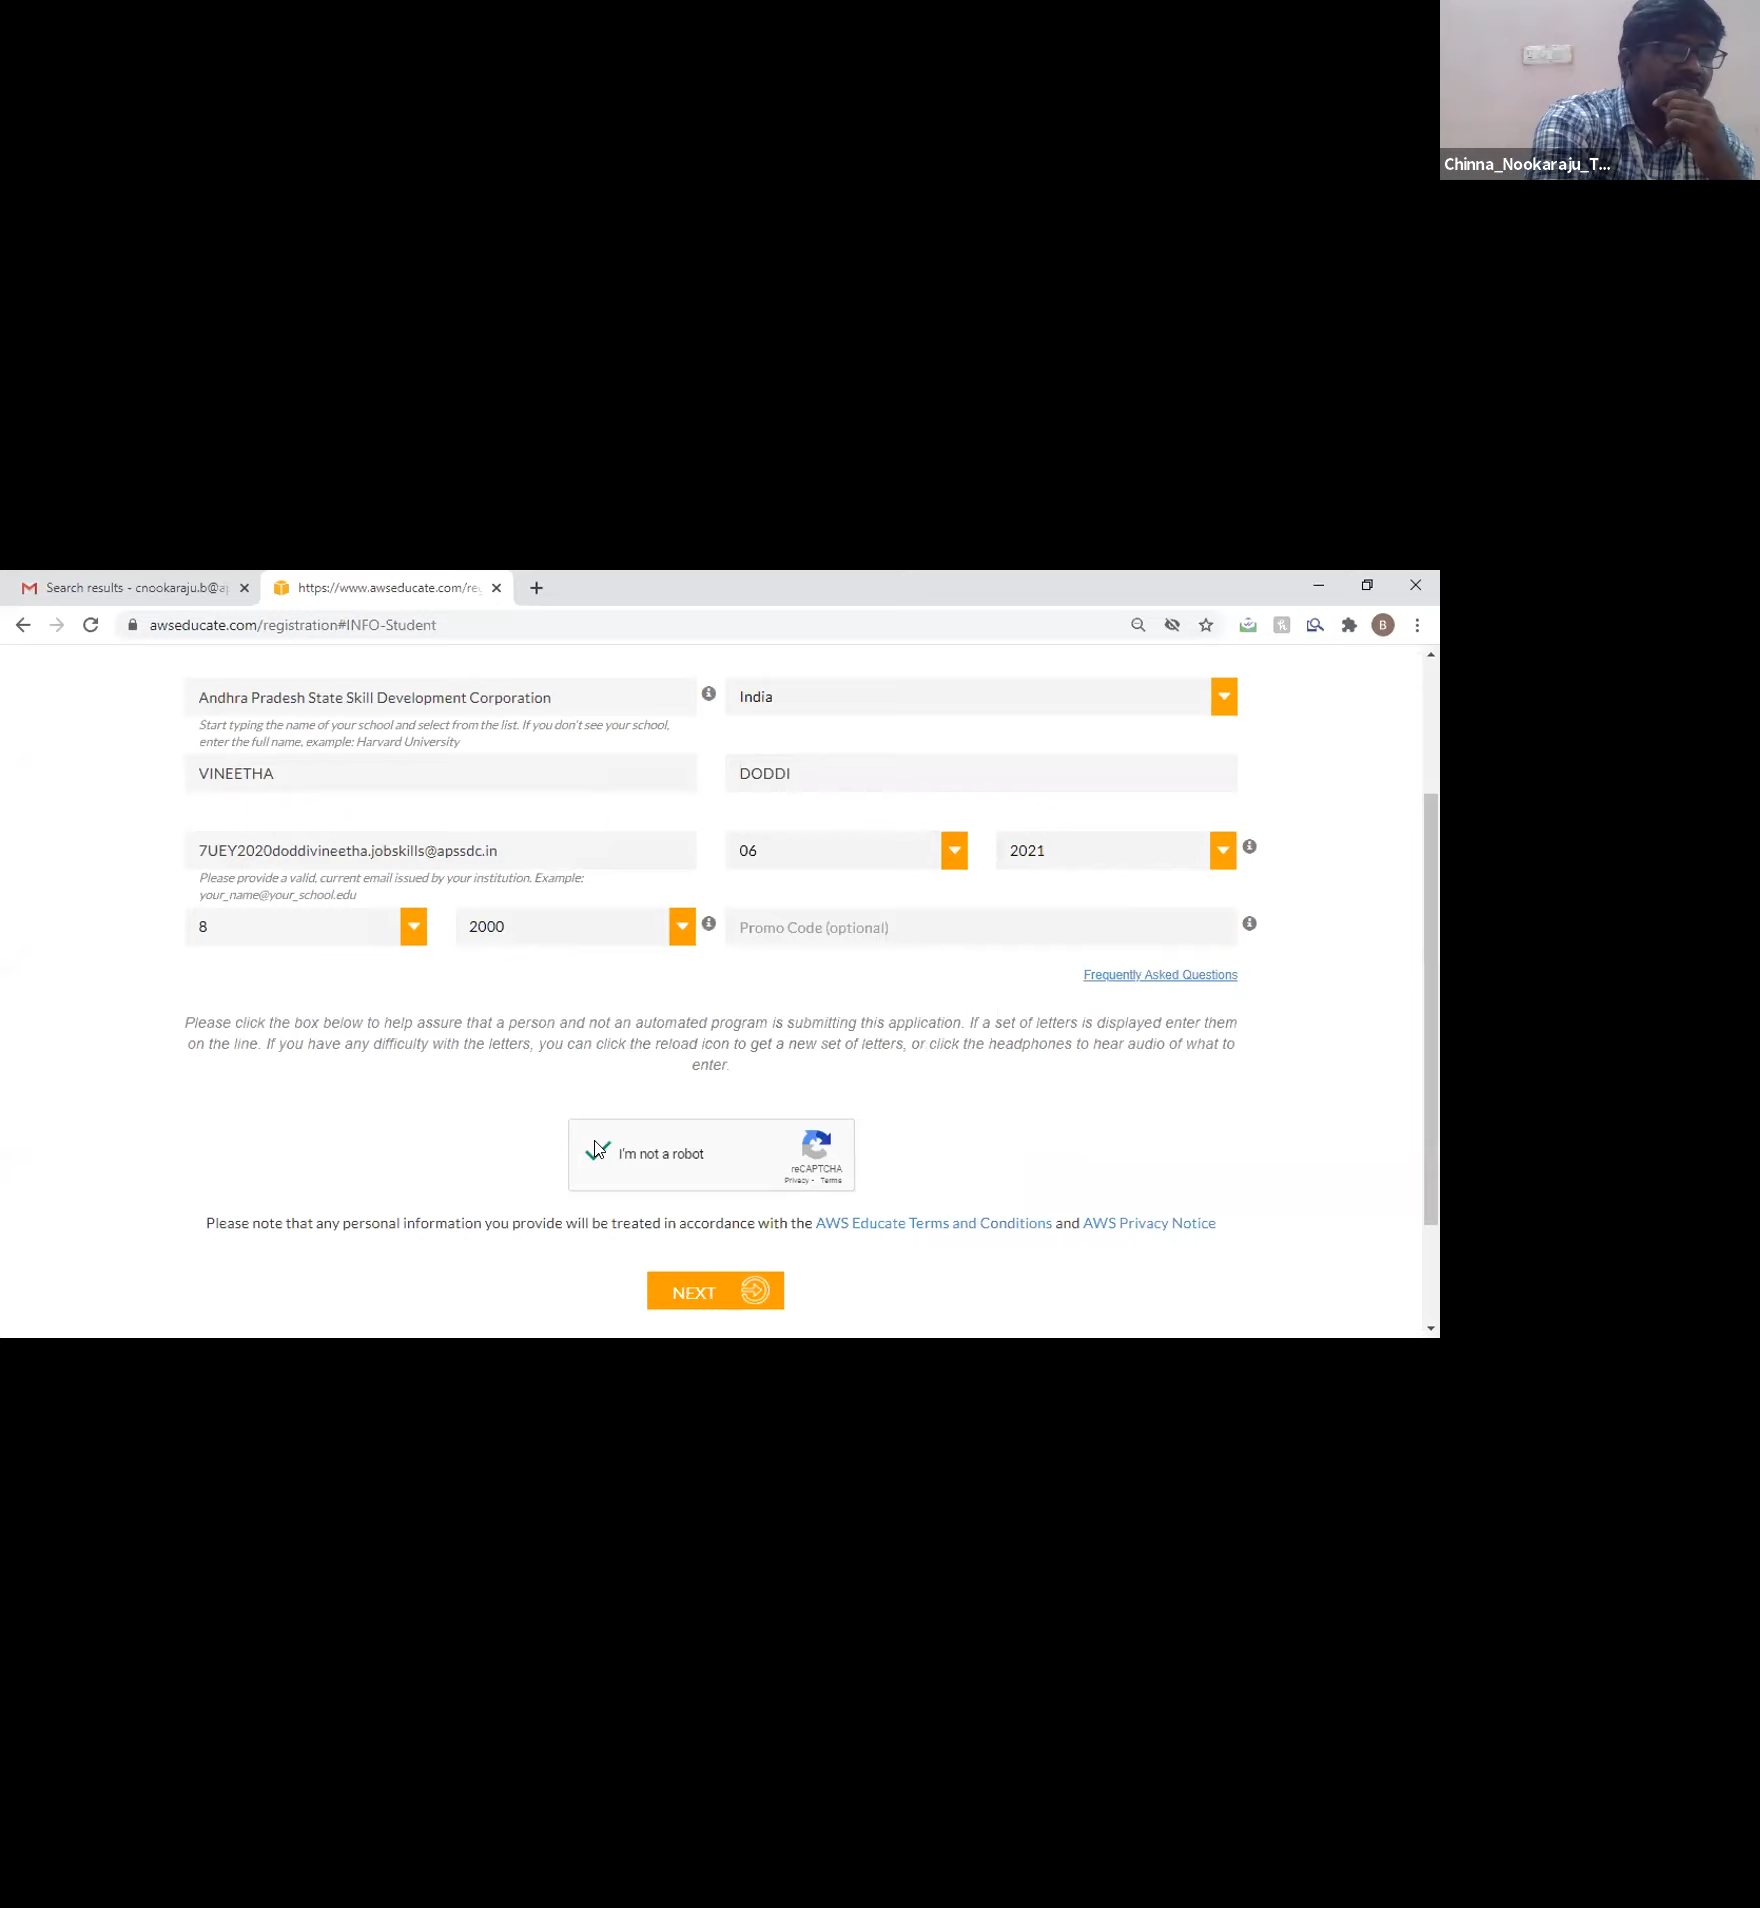 Chinna_Nookaraju_T...
Search results - cnookaraju.b@a
https://www.awseducate.com/re
awseducate.com/registration#INFO-Student
B
Andhra Pradesh State Skill Development Corporation
India
Start typing the name of your school and select from the list. If you don't see your school,
enter the full name, example: Harvard University
VINEETHA
DODDI
7UEY2020doddivineetha.jobskills@apssdc.in
06
2021
Please provide a valid, current email issued by your institution. Example:
your_name@your_school.edu
8
2000
Promo Code (optional)
Frequently Asked Questions
Please click the box below to help assure that a person and not an automated program is submitting this application. If a set of letters is displayed enter them
on the line. If you have any difficulty with the letters, you can click the reload icon to get a new set of letters, or click the headphones to hear audio of what to
enter.
I'm not a robot
reCAPTCHA
Privacy - Terms
Please note that any personal information you provide will be treated in accordance with the AWS Educate Terms and Conditions and AWS Privacy Notice
NEXT